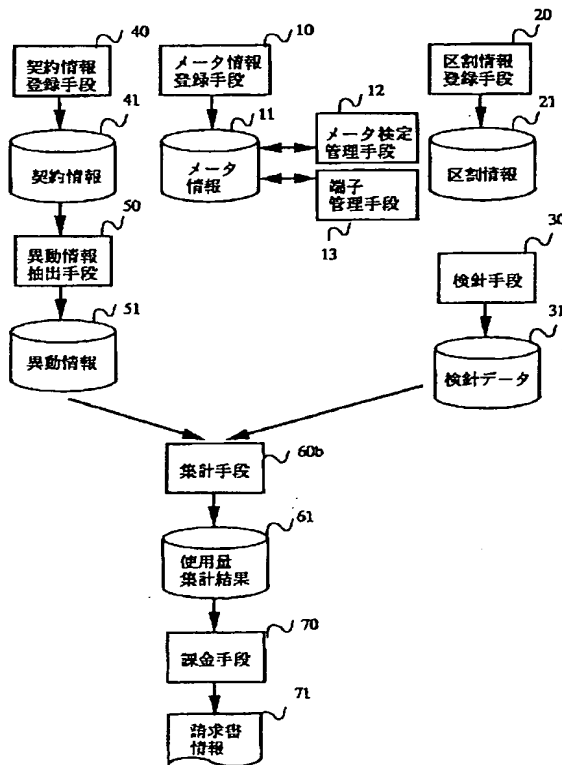 40
契約情報
登録手段
10
メータ情報
登録手段
20
区割情報
登録手段
41
契約情報
11
メータ
情報
12
メータ検定
管理手段
端子
管理手段
13
21
区割情報
50
異動情報
抽出手段
30
検針手段
51
異動情報
31
検針データ
集計手段
60b
61
使用量
集計結果
70
課金手段
71
請求書
情報